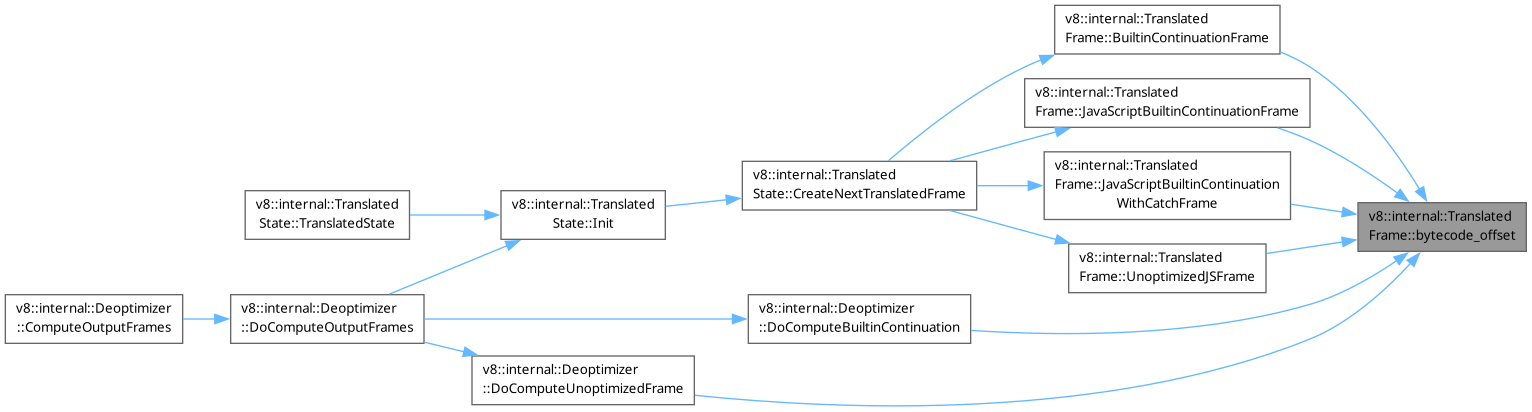 v8::internal::Translated
Frame::BuiltinContinuationFrame
v8::internal::Translated
Frame::JavaScriptBuiltinContinuationFrame
v8::internal::Translated
Frame::JavaScriptBuiltinContinuation
WithCatchFrame
v8::internal::Translated
State::CreateNextTranslatedFrame
v8::internal::Translated
State::TranslatedState
v8::internal::Translated
State::Init
v8::internal::Translated
Frame::bytecode_offset
v8::internal::Translated
Frame::UnoptimizedJSFrame
v8::internal::Deoptimizer
::ComputeOutputFrames
v8::internal::Deoptimizer
::DoComputeOutputFrames
v8::internal::Deoptimizer
::DoComputeBuiltinContinuation
v8::internal::Deoptimizer
::DoComputeUnoptimizedFrame